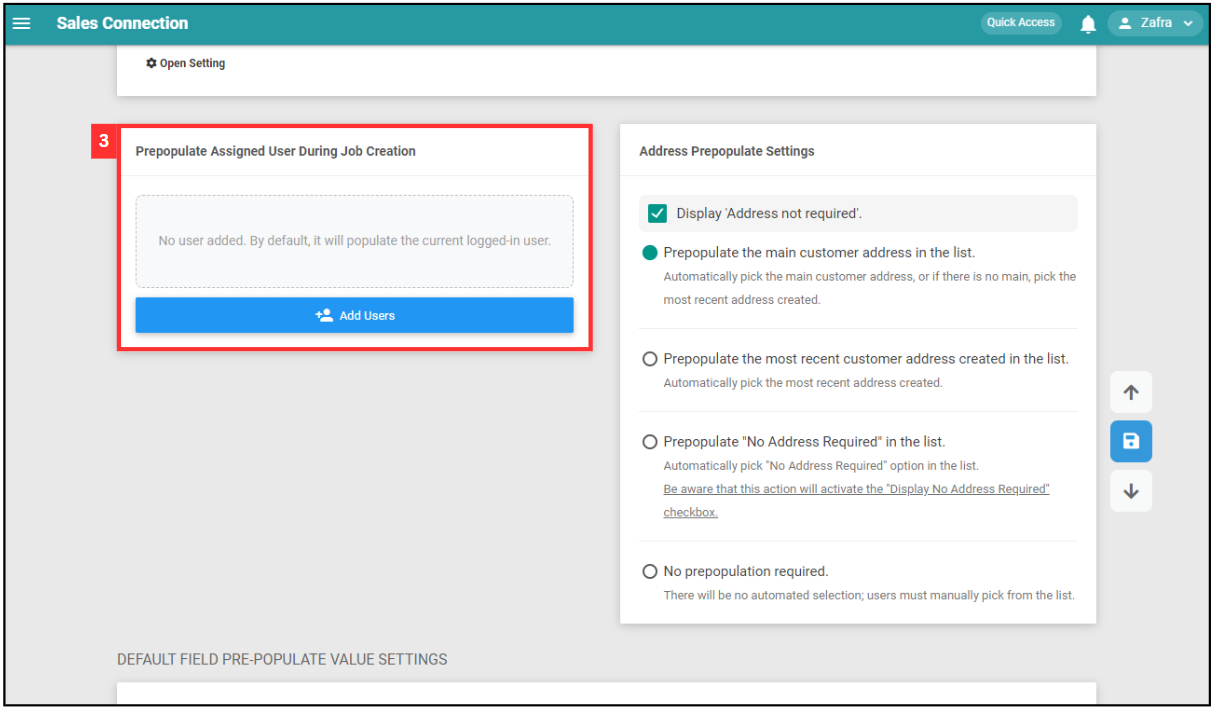 Sales Connection
Quick Access
Zafra
Open Setting
3
Prepopulate Assigned User During Job Creation
No user added. By default, it will populate the current logged-in user.
Add Users
Address Prepopulate Settings
Display 'Address not required'.
Prepopulate the main customer address in the list.
Automatically pick the main customer address, or if there is no main, pick the
most recent address created.
Prepopulate the most recent customer address created in the list.
Automatically pick the most recent address created.
Prepopulate "No Address Required" in the list.
Automatically pick "No Address Required" option in the list.
Be aware that this action will activate the "Display No Address Required"
checkbox.
No prepopulation required.
There will be no automated selection; users must manually pick from the list.
DEFAULT FIELD PRE-POPULATE VALUE SETTINGS